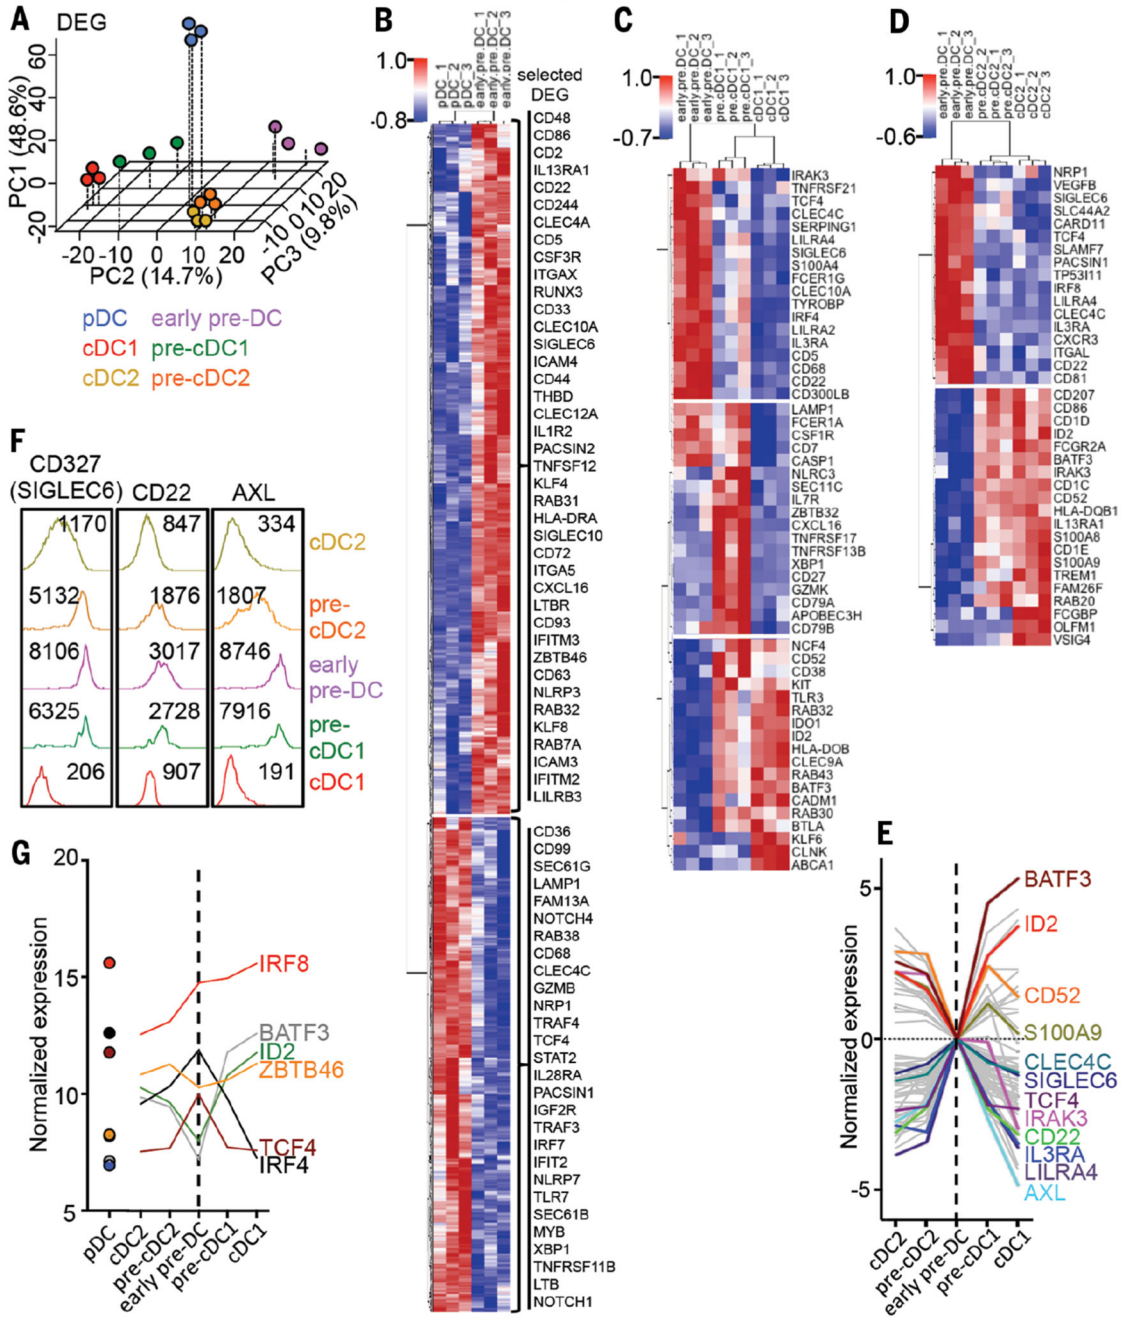 A
DEG
PC1 (48.6%)
60
40
20
0
-20
-20 -10 0 10 20
PC2 (14.7%)
-10 0 10 20
PC3 (9.8%)
pDC early pre-DC
cDC1 pre-cDC1
cDC2 pre-cDC2
B
1.0
-0.8
pDC_1
pDC_2
pDC_3
early.pre.DC_1
early.pre.DC_2
early.pre.DC_3
selected
DEG
CD48
CD86
CD2
IL13RA1
CD22
CD244
CLEC4A
CD5
CSF3R
ITGAX
RUNX3
CD33
CLEC10A
SIGLEC6
ICAM4
CD44
THBD
CLEC12A
IL1R2
PACSIN2
TNFSF12
KLF4
RAB31
HLA-DRA
SIGLEC10
CD72
ITGA5
CXCL16
LTBR
CD93
IFITM3
ZBTB46
CD63
NLRP3
RAB32
KLF8
RAB7A
ICAM3
IFITM2
LILRB3
CD36
CD99
SEC61G
LAMP1
FAM13A
NOTCH4
RAB38
CD68
CLEC4C
GZMB
NRP1
TRAF4
TCF4
STAT2
IL28RA
PACSIN1
IGF2R
TRAF3
IRF7
IFIT2
NLRP7
TLR7
SEC61B
MYB
XBP1
TNFRSF11B
LTB
NOTCH1
C
1.0
-0.7
early.pre.DC_1
early.pre.DC_2
early.pre.DC_3
pre.cDC1_1
pre.cDC1_2
pre.cDC1_3
cDC1_1
cDC1_2
cDC1_3
IRAK3
TNFRSF21
TCF4
CLEC4C
SERPING1
LILRA4
SIGLEC6
S100A4
FCER1G
CLEC10A
TYROBP
IRF4
LILRA2
IL3RA
CD5
CD68
CD22
CD300LB
LAMP1
FCER1A
CSF1R
CD7
CASP1
NLRC3
SEC11C
IL7R
ZBTB32
CXCL16
TNFRSF17
TNFRSF13B
XBP1
CD27
GZMK
CD79A
APOBEC3H
CD79B
NCF4
CD52
CD38
KIT
TLR3
RAB32
IDO1
ID2
HLA-DOB
CLEC9A
RAB43
BATF3
CADM1
RAB30
BTLA
KLF6
CLNK
ABCA1
D
1.0
-0.6
early.pre.DC_1
early.pre.DC_2
early.pre.DC_3
pre.cDC2_2
pre.cDC2_1
pre.cDC2_3
cDC2_1
cDC2_2
cDC2_3
NRP1
VEGFB
SIGLEC6
SLC44A2
CARD11
TCF4
SLAMF7
PACSIN1
TP53I11
IRF8
LILRA4
CLEC4C
IL3RA
CXCR3
ITGAL
CD22
CD81
CD207
CD86
CD1D
ID2
FCGR2A
BATF3
IRAK3
CD1C
CD52
HLA-DQB1
IL13RA1
S100A8
CD1E
S100A9
TREM1
FAM26F
RAB20
FCGBP
OLFM1
VSIG4
E
Normalized expression
5
0
-5
BATF3
ID2
CD52
S100A9
CLEC4C
SIGLEC6
TCF4
IRAK3
CD22
IL3RA
LILRA4
AXL
cDC2
pre-cDC2
early pre-DC
pre-cDC1
cDC1
F
CD327
(SIGLEC6) CD22 AXL
1170 847 334 cDC2
5132 1876 1807 pre-
cDC2
8106 3017 8746 early
pre-DC
6325 2728 7916 pre-
cDC1
206 907 191 cDC1
G
Normalized expression
20
15
10
5
IRF8
BATF3
ID2
ZBTB46
TCF4
IRF4
pDC
cDC2
pre-cDC2
early pre-DC
pre-cDC1
cDC1